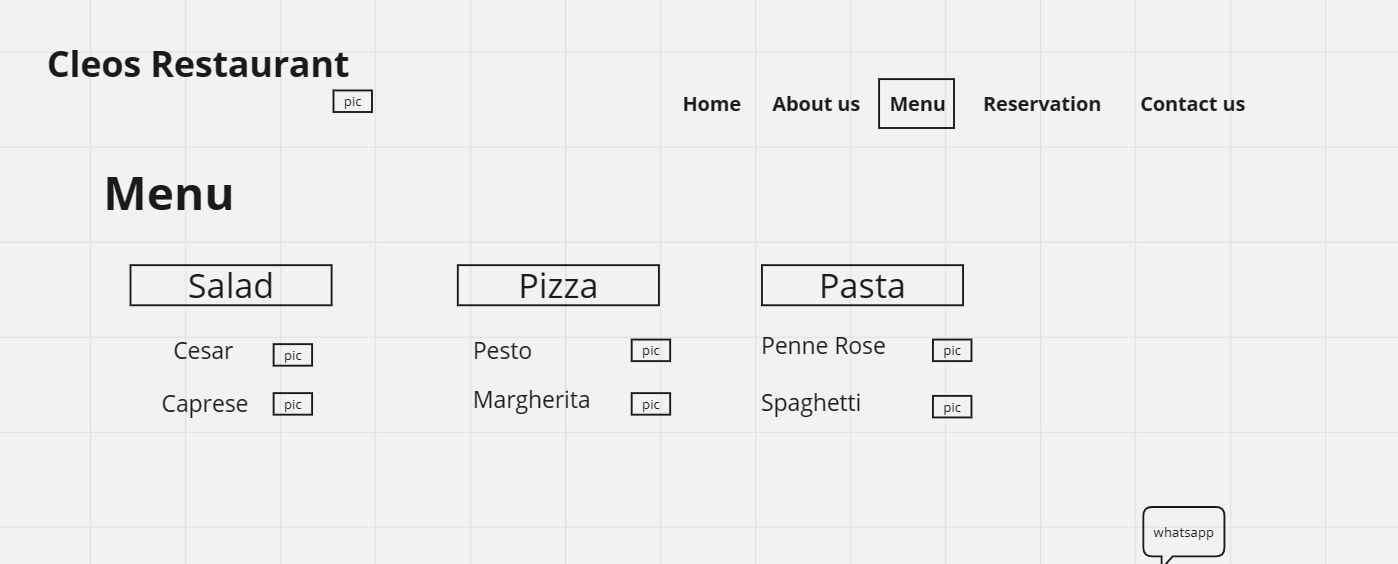 Cleos Restaurant
pic
Home About us Menu Reservation Contact us
Menu
Salad Pizza Pasta
Cesar pic Pesto pic Penne Rose pic
Caprese pic Margherita pic Spaghetti pic
whatsapp